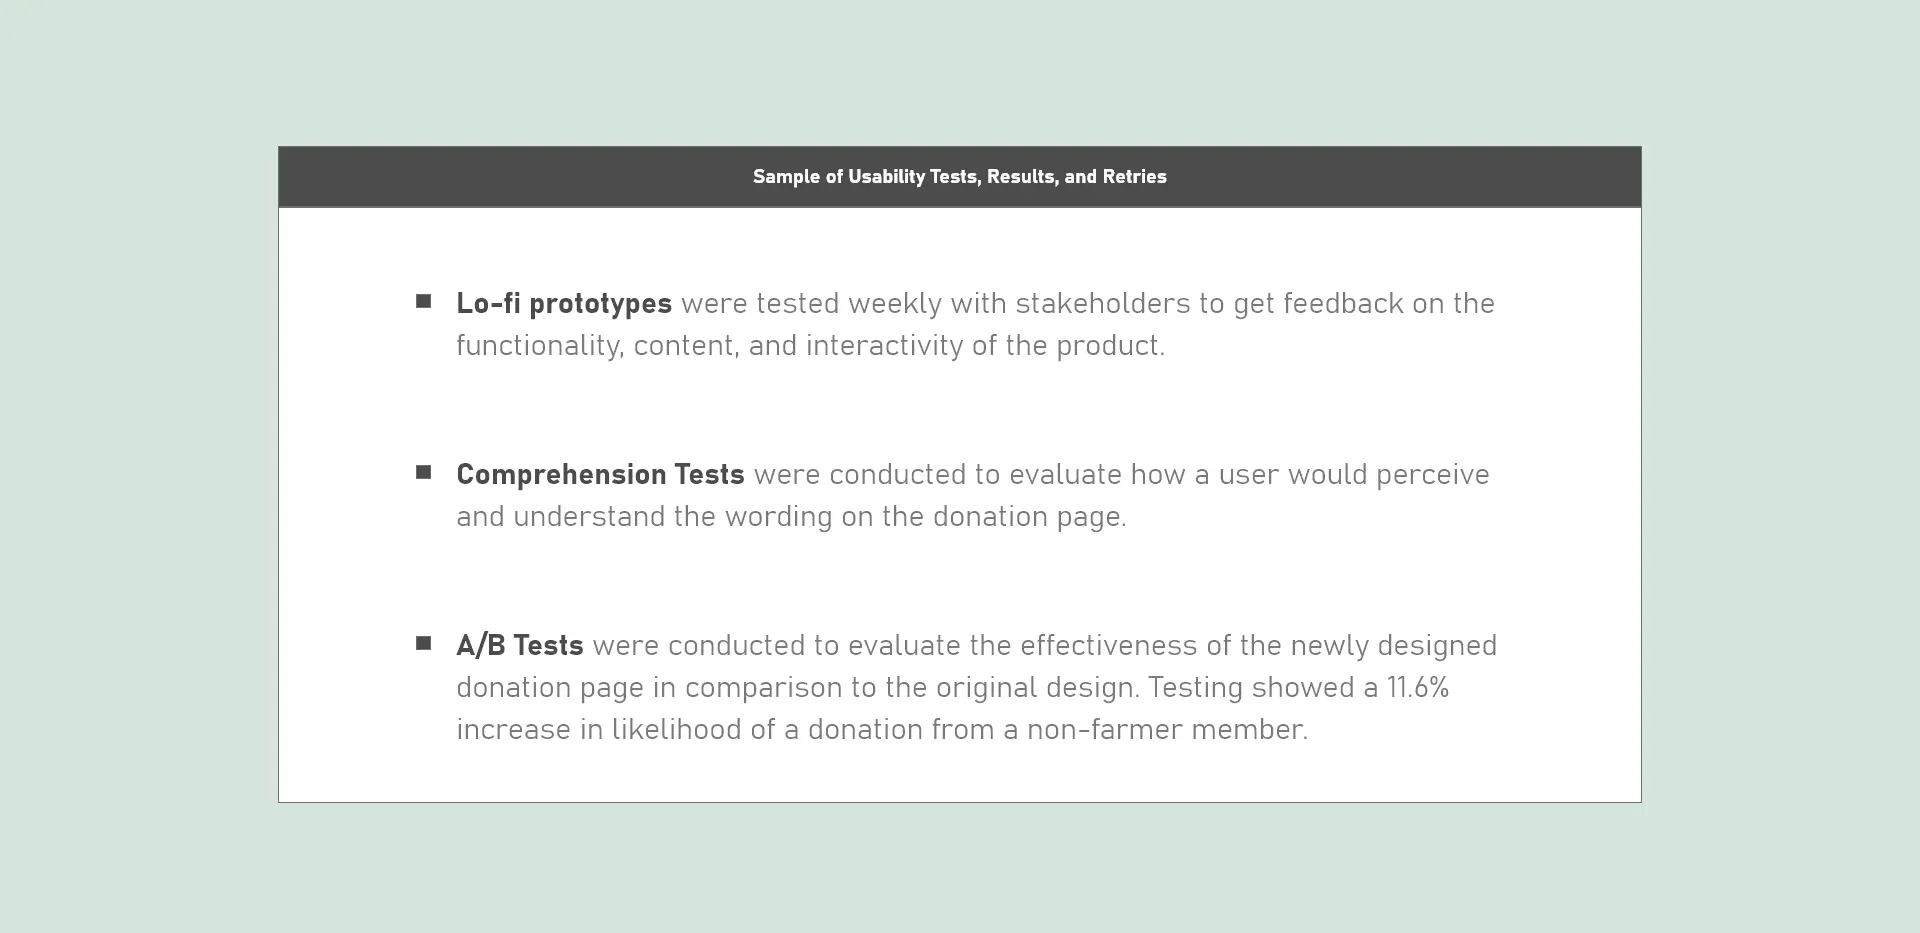 Sample of Usability Tests, Results, and Retries
Lo-fi prototypes were tested weekly with stakeholders to get feedback on the
functionality, content, and interactivity of the product.
Comprehension Tests were conducted to evaluate how a user would perceive
and understand the wording on the donation page.
A/B Tests were conducted to evaluate the effectiveness of the newly designed
donation page in comparison to the original design. Testing showed a 11.6%
increase in likelihood of a donation from a non-farmer member.